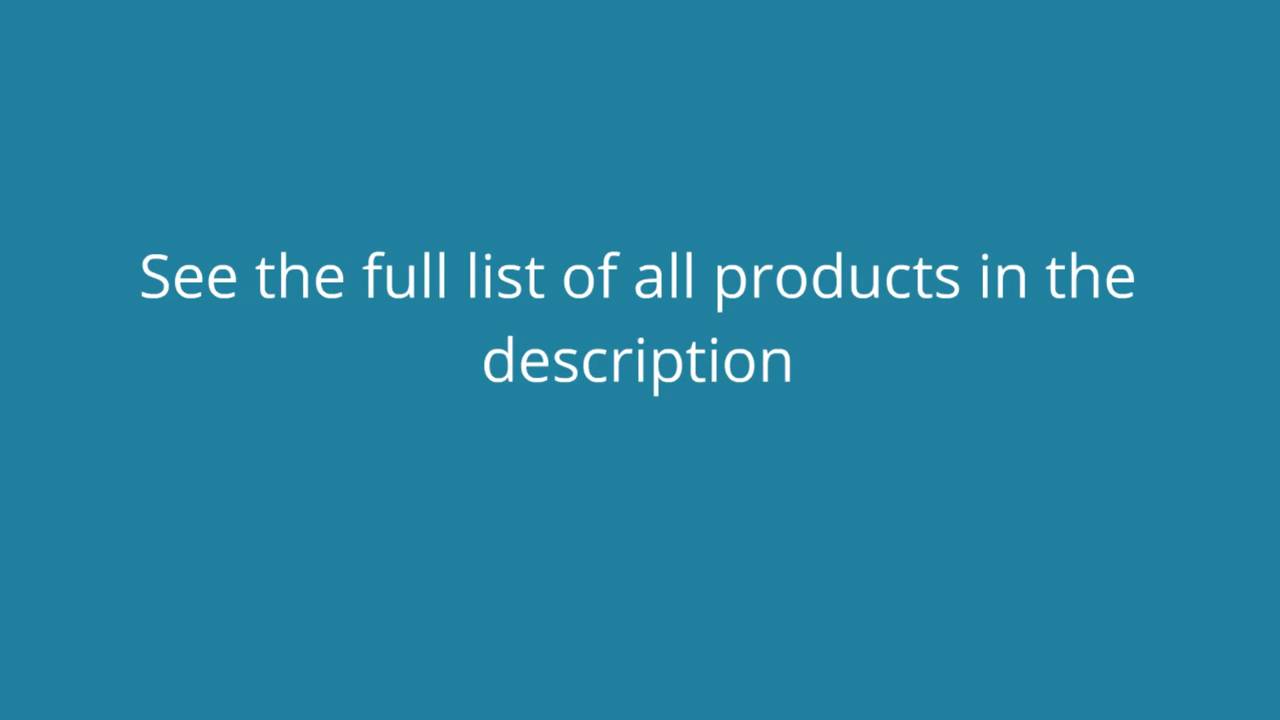 See the full list of all products in the
description